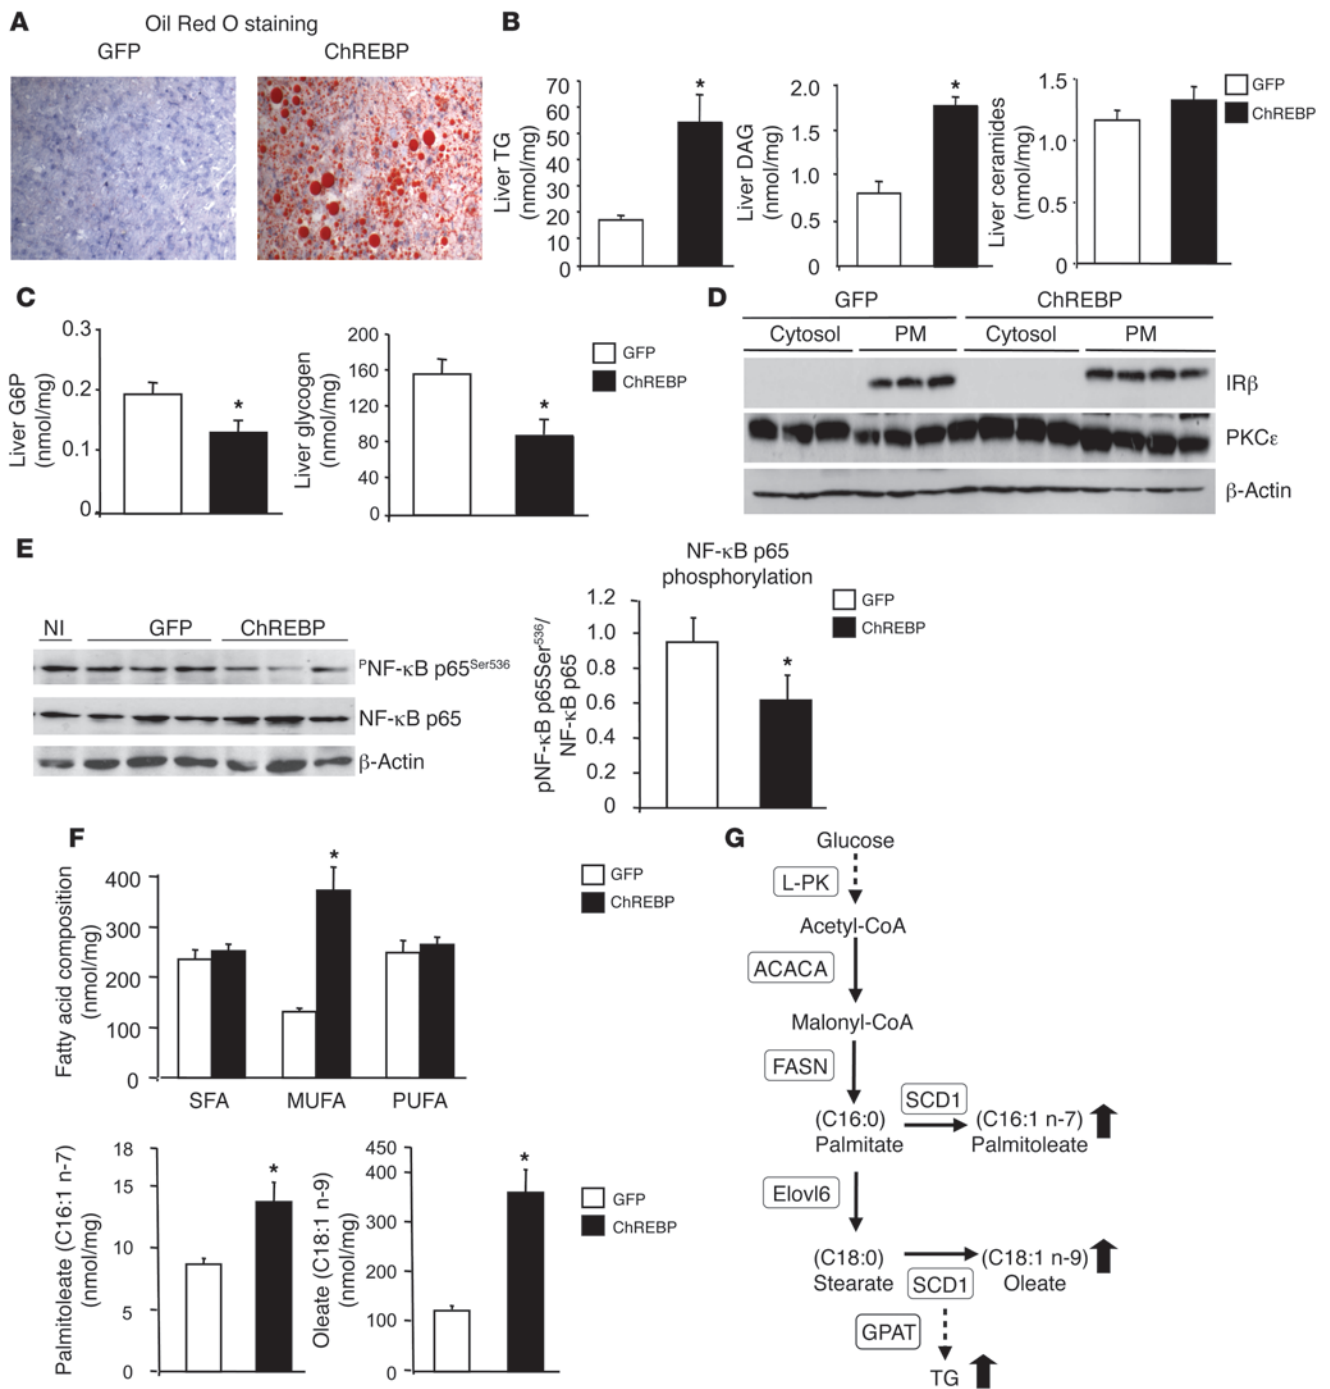 A
Oil Red O staining
GFP
ChREBP
B
Liver TG
(nmol/mg)
70
60
50
40
30
20
10
0
*
Liver DAG
(nmol/mg)
2.0
1.5
1.0
0.5
0
*
Liver ceramides
(nmol/mg)
1.5
1.0
0.5
0
GFP
ChREBP
C
Liver G6P
(nmol/mg)
0.3
0.2
0.1
0
*
Liver glycogen
(nmol/mg)
200
160
120
80
40
0
*
GFP
ChREBP
D
GFP
ChREBP
Cytosol
PM
Cytosol
PM
IRβ
PKCε
β-Actin
E
NI
GFP
ChREBP
PNF-κB p65Ser536
NF-κB p65
β-Actin
NF-κB p65
phosphorylation
pNF-κB p65Ser536/
NF-κB p65
1.2
1.0
0.8
0.6
0.4
0.2
0
*
GFP
ChREBP
F
Fatty acid composition
(nmol/mg)
400
300
200
100
0
*
SFA
MUFA
PUFA
GFP
ChREBP
Palmitoleate (C16:1 n-7)
(nmol/mg)
18
15
10
5
0
*
Oleate (C18:1 n-9)
(nmol/mg)
450
400
300
200
100
0
*
GFP
ChREBP
G
Glucose
L-PK
Acetyl-CoA
ACACA
Malonyl-CoA
FASN
SCD1
(C16:0)
Palmitate
(C16:1 n-7)
Palmitoleate
Elovl6
(C18:0)
Stearate
(C18:1 n-9)
Oleate
SCD1
GPAT
TG